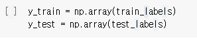 [ ] y_train = np.array(train_labels)
y_test = np.array(test_labels)